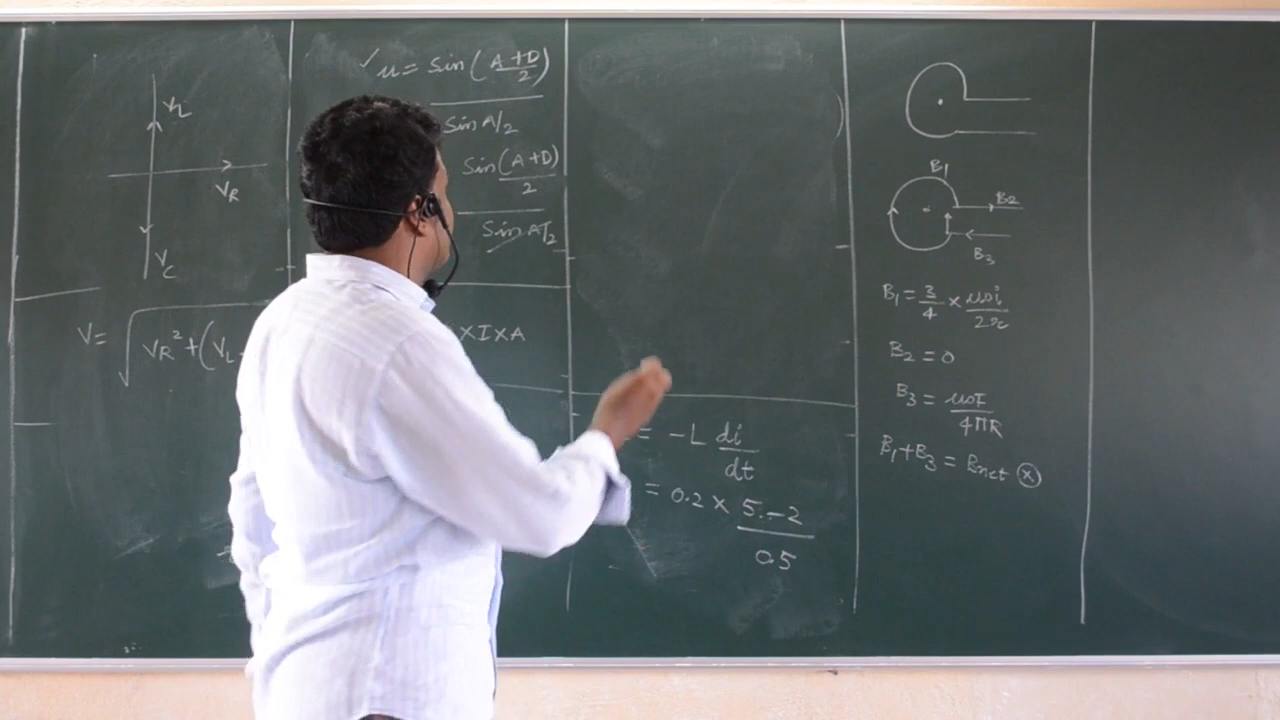 VL
VR
VC
V= √VR²+(VL-
✓ u= sin (A+D/2)
Sin A/2
Sin(A+D)/2
Sin A/2
XIXA
= -L di/dt
= 0.2 × 5.-2/0.5
B1
B2
B3
B1 = 3/4 × μ0i/2r
B2 = 0
B3 = μ0I/4πR
B1+B3 = Bnet ⓧ